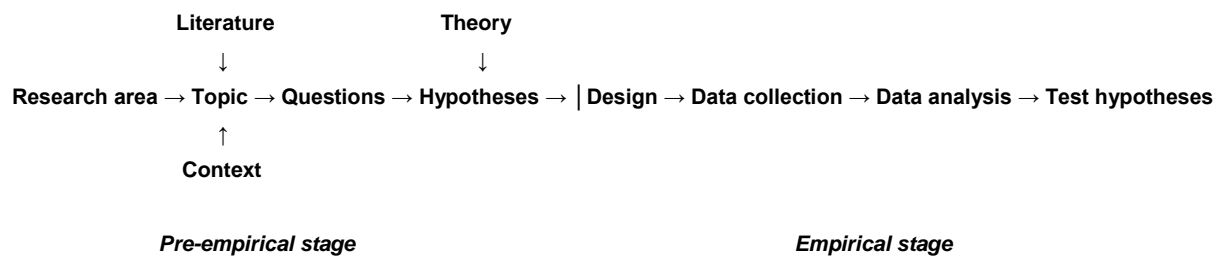 Literature Theory
↓ ↓
Research area → Topic → Questions → Hypotheses → | Design → Data collection → Data analysis → Test hypotheses
↑
Context
Pre-empirical stage Empirical stage